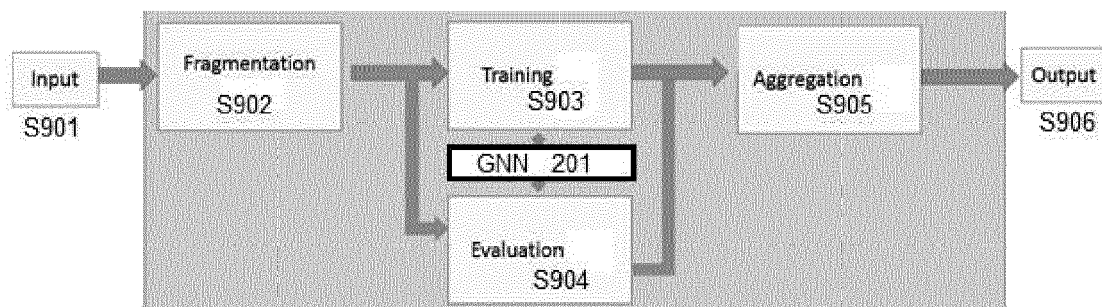 Input
S901
Fragmentation
S902
Training
S903
GNN 201
Evaluation
S904
Aggregation
S905
Output
S906